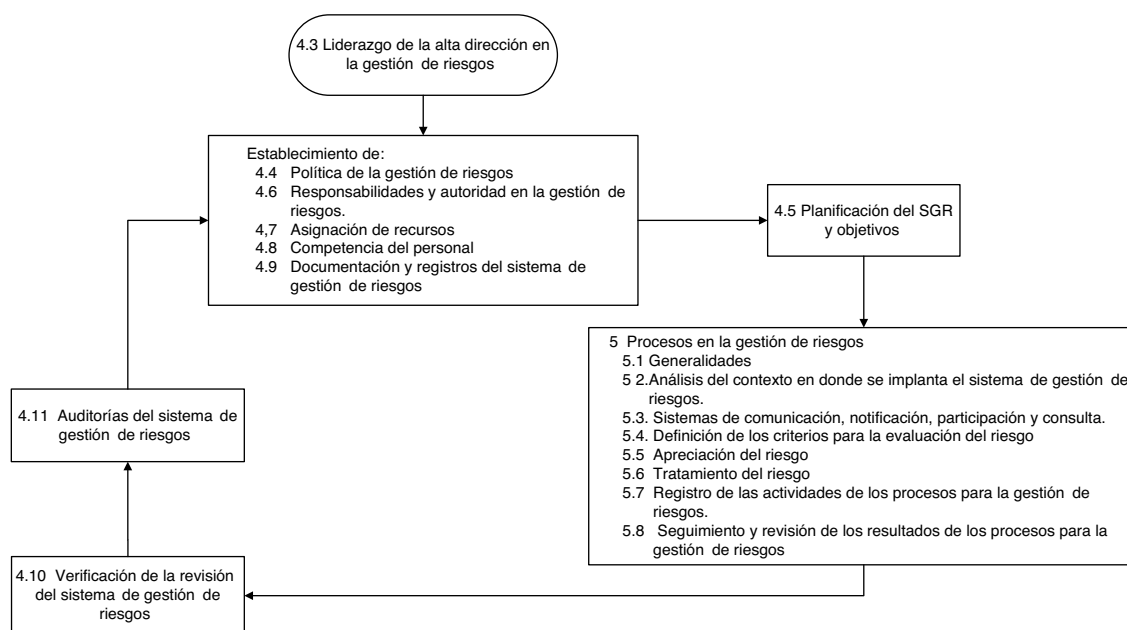 4.3 Liderazgo de la alta dirección en
la gestión de riesgos
Establecimiento de:
4.4 Política de la gestión de riesgos
4.6 Responsabilidades y autoridad en la gestión de
riesgos.
4,7 Asignación de recursos
4.8 Competencia del personal
4.9 Documentación y registros del sistema de
gestión de riesgos
4.5 Planificación del SGR
y objetivos
5 Procesos en la gestión de riesgos
5.1 Generalidades
5 2.Análisis del contexto en donde se implanta el sistema de gestión de
riesgos.
5.3. Sistemas de comunicación, notificación, participación y consulta.
5.4. Definición de los criterios para la evaluación del riesgo
5.5 Apreciación del riesgo
5.6 Tratamiento del riesgo
5.7 Registro de las actividades de los procesos para la gestión de
riesgos.
5.8 Seguimiento y revisión de los resultados de los procesos para la
gestión de riesgos
4.11 Auditorías del sistema de
gestión de riesgos
4.10 Verificación de la revisión
del sistema de gestión de
riesgos